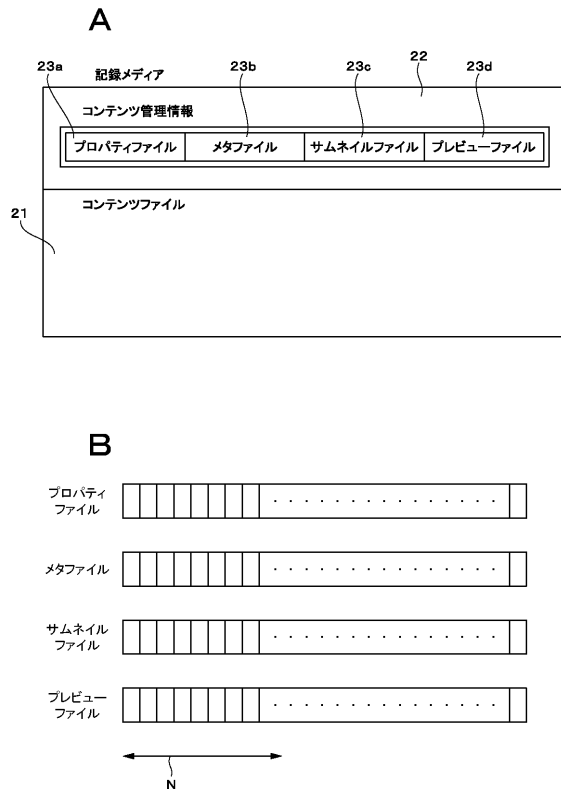 A
記録メディア
23a
23b
23c
22
23d
コンテンツ管理情報
プロパティファイル
メタファイル
サムネイルファイル
プレビューファイル
コンテンツファイル
21
B
プロパティ
ファイル
メタファイル
サムネイル
ファイル
プレビュー
ファイル
N